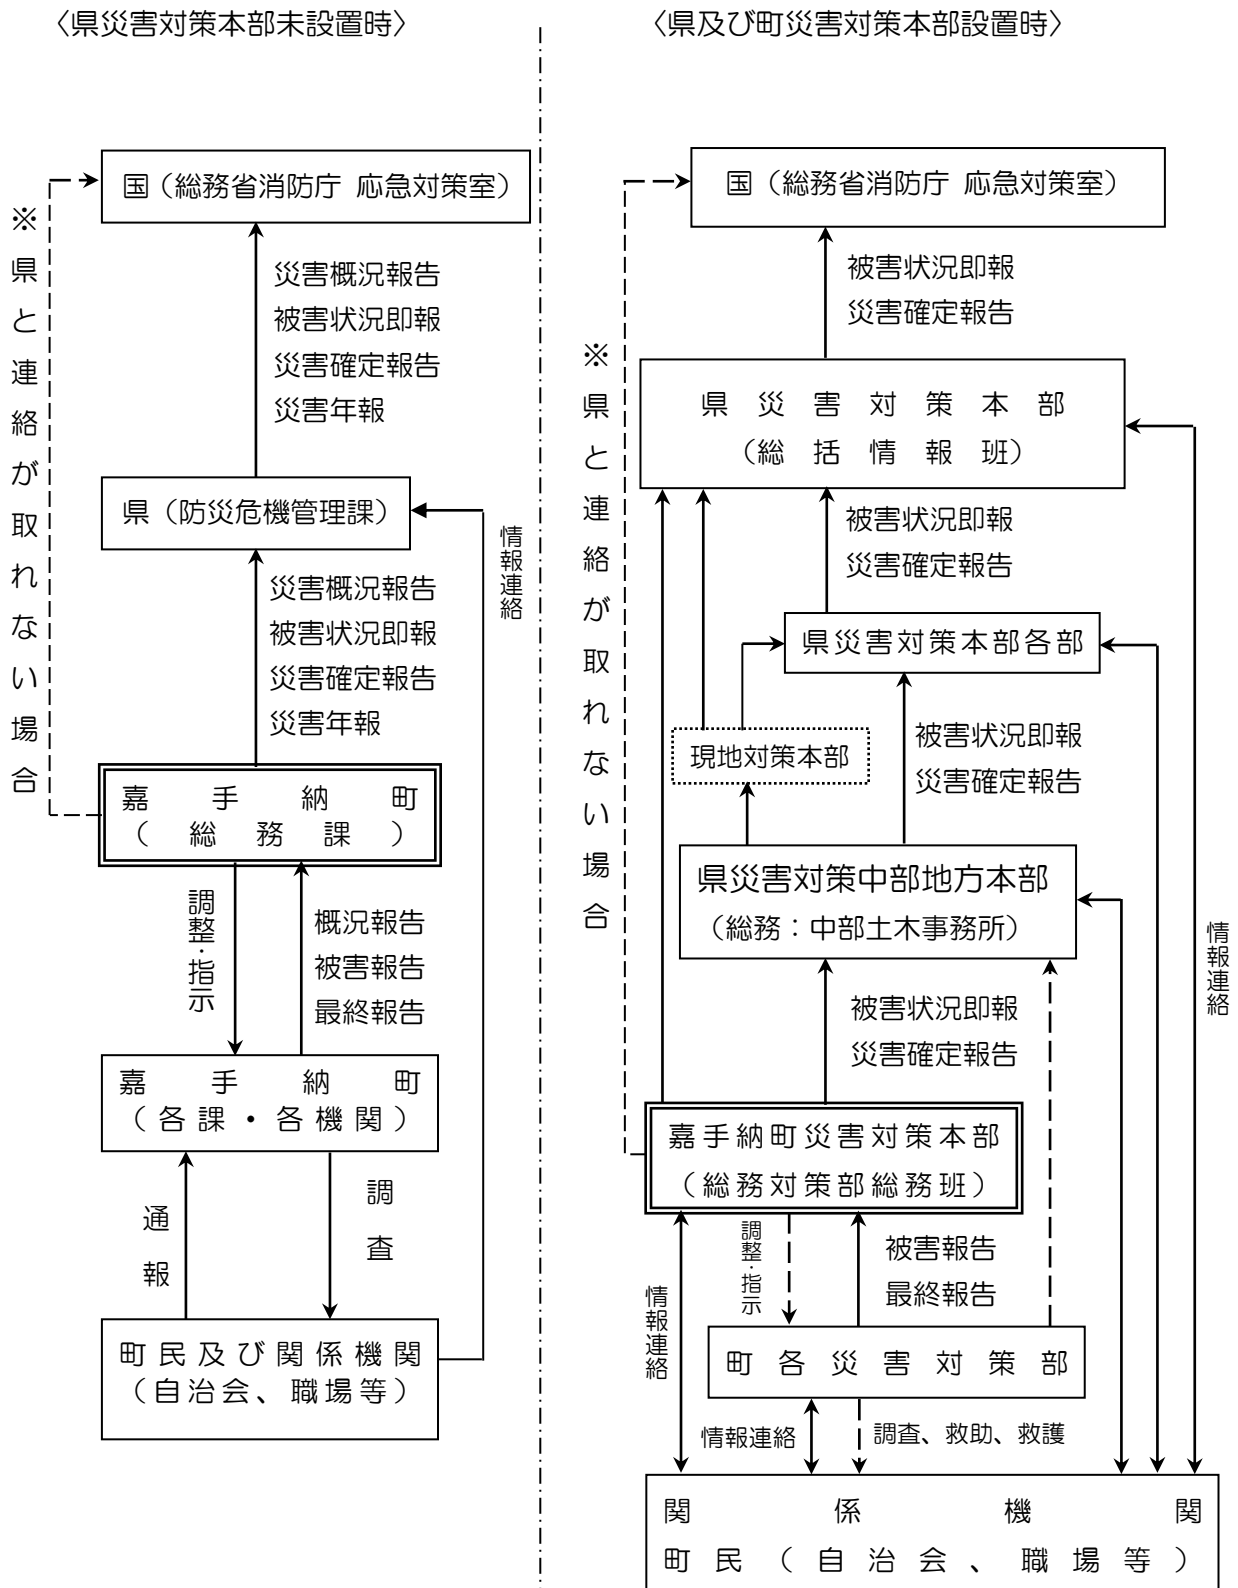 〈県災害対策本部未設置時〉
国（総務省消防庁 応急対策室）
※県と連絡が取れない場合
災害概況報告
被害状況即報
災害確定報告
災害年報
県（防災危機管理課）
情報連絡
災害概況報告
被害状況即報
災害確定報告
災害年報
嘉手納町
（総務課）
調整・指示
概況報告
被害報告
最終報告
嘉手納町
（各課・各機関）
通報
調査
町民及び関係機関
（自治会、職場等）
〈県及び町災害対策本部設置時〉
国（総務省消防庁 応急対策室）
※県と連絡が取れない場合
被害状況即報
災害確定報告
県災害対策本部
（総括情報班）
被害状況即報
災害確定報告
県災害対策本部各部
現地対策本部
被害状況即報
災害確定報告
県災害対策中部地方本部
（総務：中部土木事務所）
情報連絡
被害状況即報
災害確定報告
嘉手納町災害対策本部
（総務対策部総務班）
調整・指示
被害報告
最終報告
情報連絡
町各災害対策部
情報連絡
調査、救助、救護
関係機関
町民（自治会、職場等）